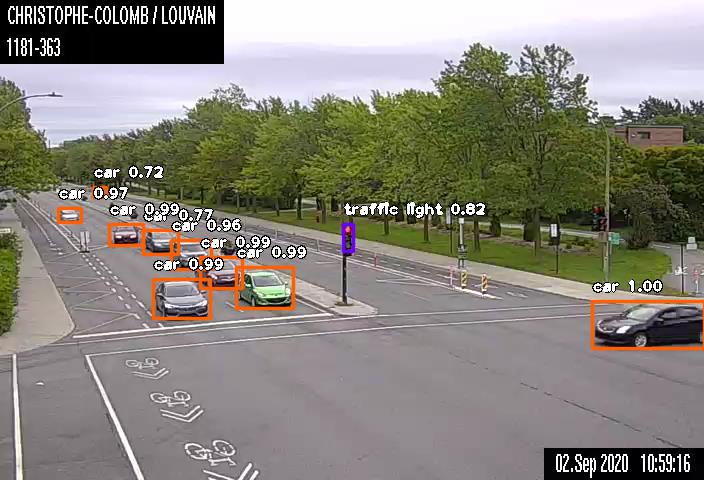 CHRISTOPHE-COLOMB / LOUVAIN
1181-363
car 0.72
car 0.97
car 0.99
car 0.77
car 0.96
traffic light 0.82
car 0.99
car 0.99
car 0.99
car 1.00
02.Sep 2020 10:59:16